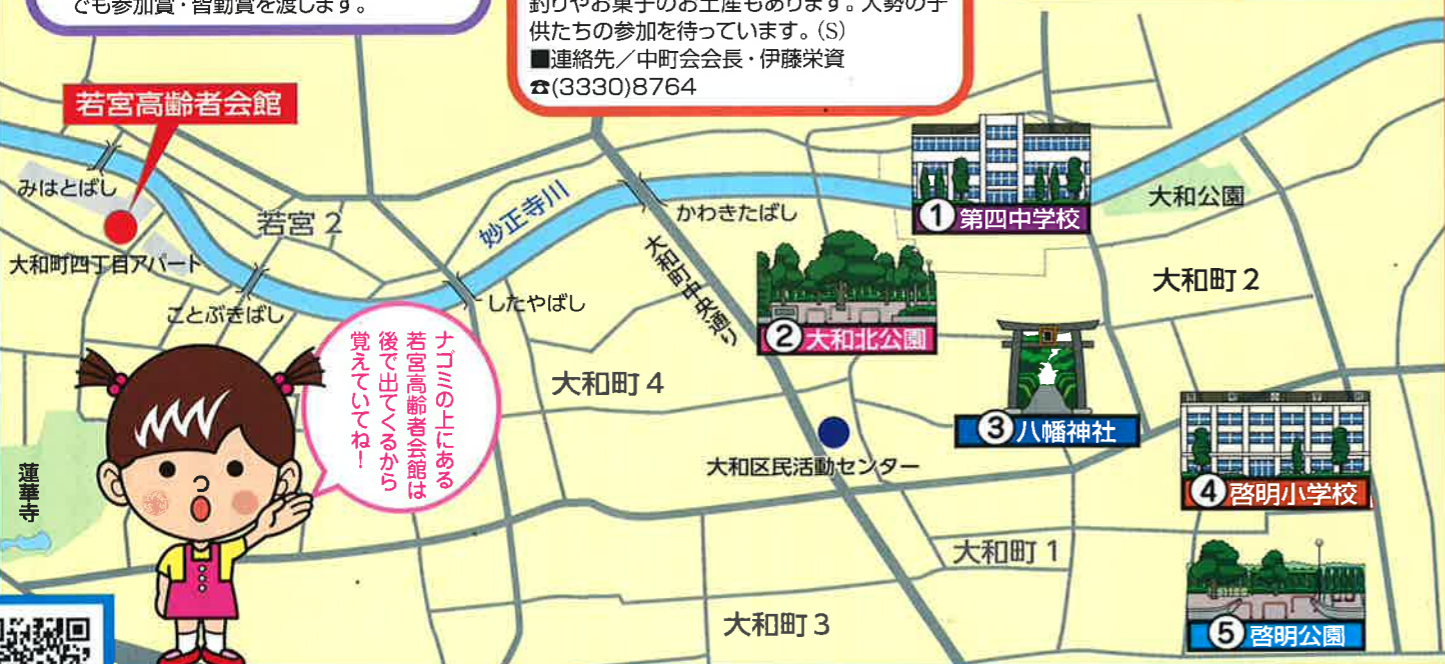 でも参加賞・皆勤賞を渡します。
釣りやお菓子のお土産もあります。大勢の子
供たちの参加を待っています。(S)
■連絡先／中町会会長・伊藤栄資
☎(3330)8764
若宮高齢者会館
みはとばし
大和町四丁目アパート
若宮2
ことぶきばし
妙正寺川
したやばし
かわきたばし
大和町中央通り
①第四中学校
大和公園
②大和北公園
大和町2
大和町4
③八幡神社
大和区民活動センター
④啓明小学校
大和町1
⑤啓明公園
大和町3
蓮華寺
ナゴミの上にある
若宮高齢者会館は
後で出てくるから
覚えていてね！